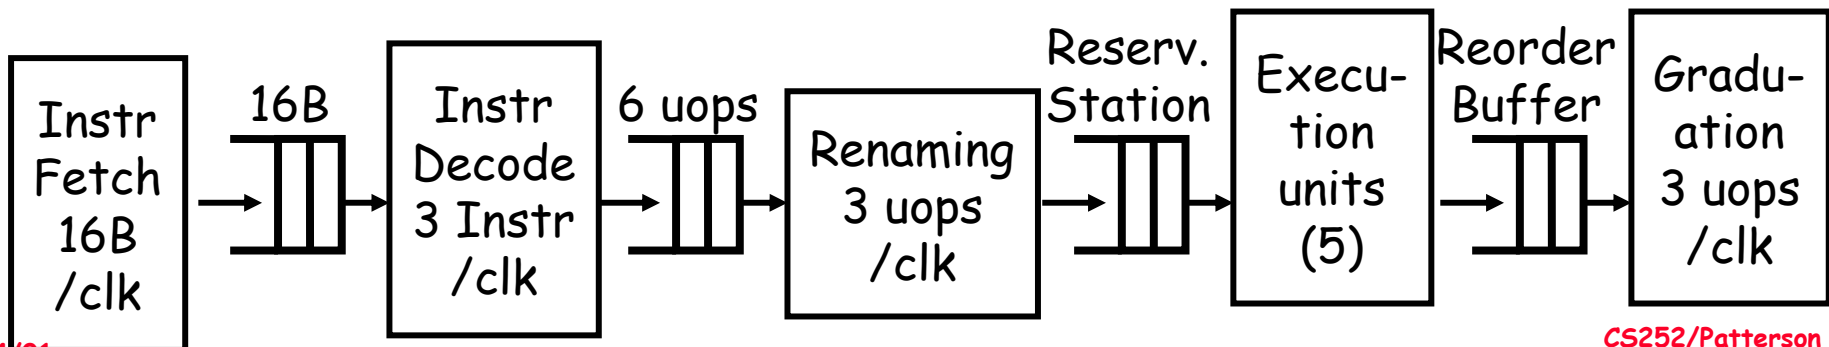 Instr
Fetch
16B
/clk
16B
Instr
Decode
3 Instr
/clk
6 uops
Renaming
3 uops
/clk
Reserv.
Station
Execu-
tion
units
(5)
Reorder
Buffer
Gradu-
ation
3 uops
/clk
CS252/Patterson